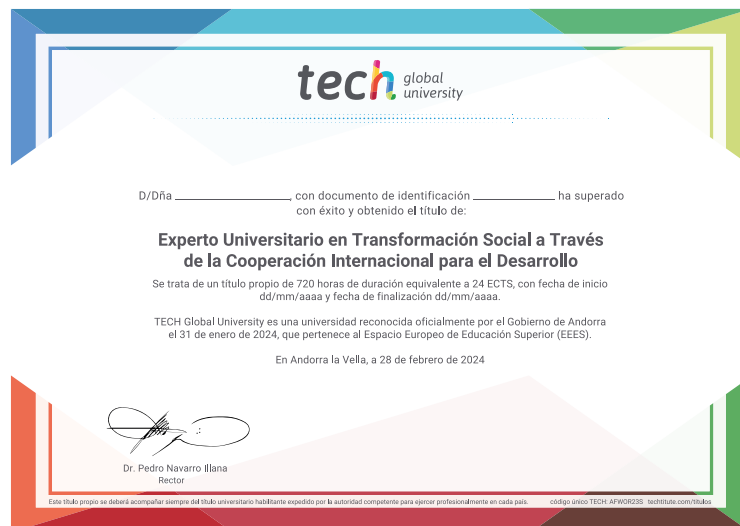 tech global
university
D/Dña ______________________, con documento de identificación ______________ ha superado
con éxito y obtenido el título de:
Experto Universitario en Transformación Social a Través
de la Cooperación Internacional para el Desarrollo
Se trata de un título propio de 720 horas de duración equivalente a 24 ECTS, con fecha de inicio
dd/mm/aaaa y fecha de finalización dd/mm/aaaa.
TECH Global University es una universidad reconocida oficialmente por el Gobierno de Andorra
el 31 de enero de 2024, que pertenece al Espacio Europeo de Educación Superior (EEES).
En Andorra la Vella, a 28 de febrero de 2024
Dr. Pedro Navarro Illana
Rector
Este título propio se deberá acompañar siempre del título universitario habilitante expedido por la autoridad competente para ejercer profesionalmente en cada país. código único TECH: AFWOR23S techtitute.com/titulos